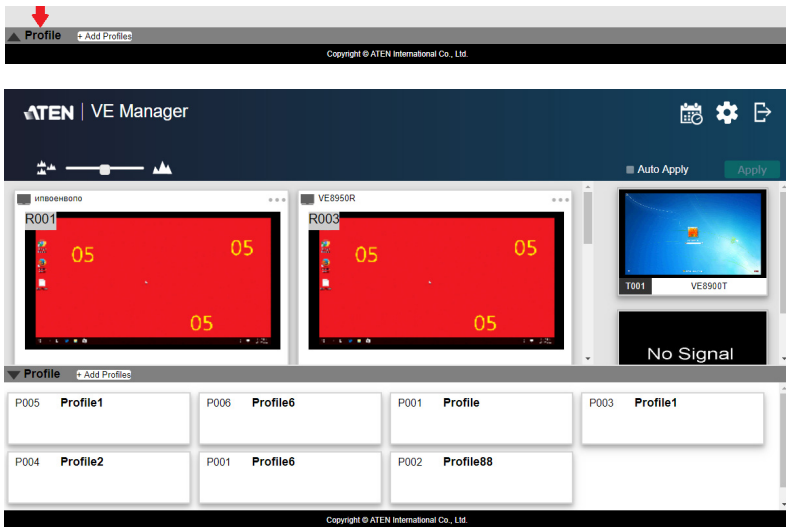 Profile + Add Profiles
Copyright © ATEN International Co., Ltd.
ATEN | VE Manager
Auto Apply Apply
ипвоенвопо
VE8950R
R001
R003
05
05
05
05
05
05
T001 VE8900T
No Signal
Profile + Add Profiles
P005 Profile1
P006 Profile6
P001 Profile
P003 Profile1
P004 Profile2
P001 Profile6
P002 Profile88
Copyright © ATEN International Co., Ltd.